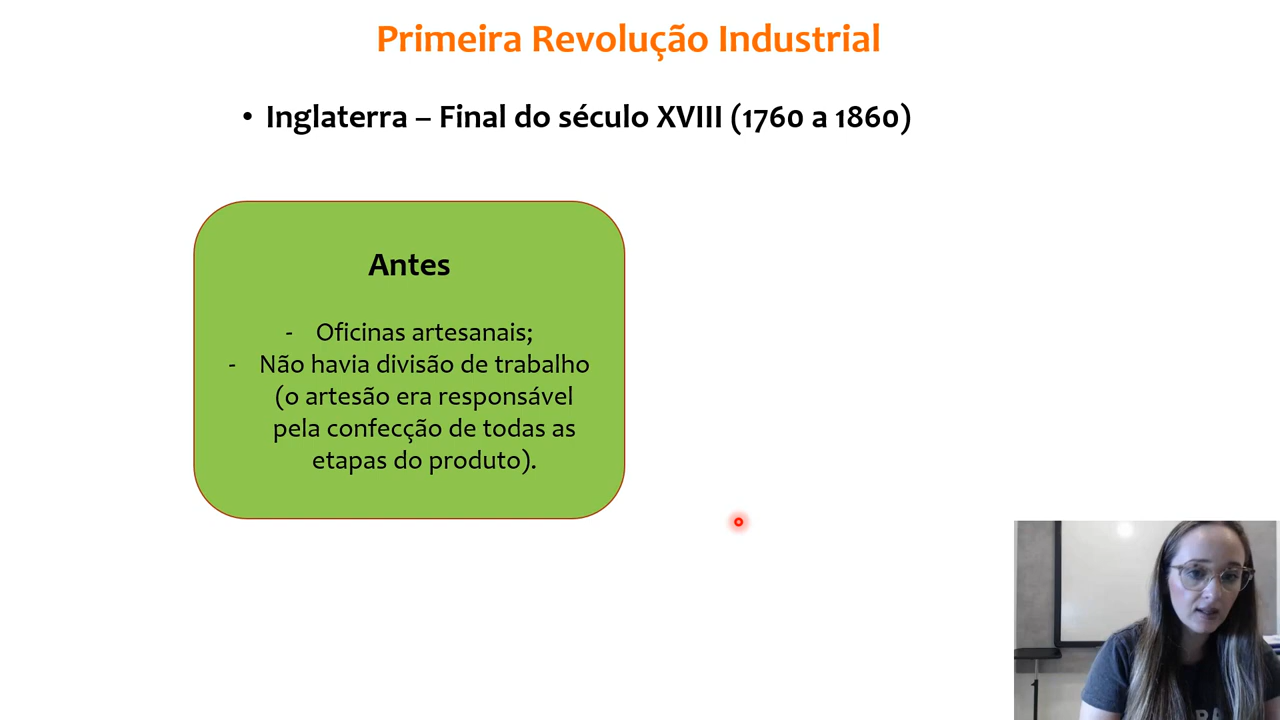 Primeira Revolução Industrial
• Inglaterra – Final do século XVIII (1760 a 1860)
Antes
- Oficinas artesanais;
- Não havia divisão de trabalho
(o artesão era responsável
pela confecção de todas as
etapas do produto).